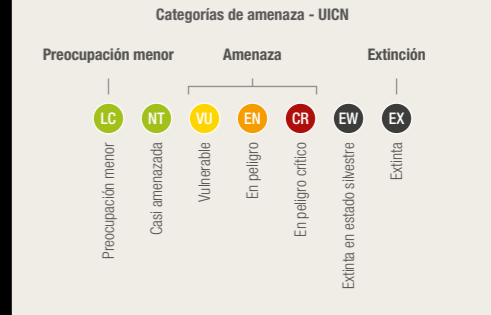 Categorías de amenaza - UICN
Preocupación menor Amenaza Extinción
LC NT VU EN CR EW EX
Preocupación menor
Casi amenazada
Vulnerable
En peligro
En peligro crítico
Extinta en estado silvestre
Extinta